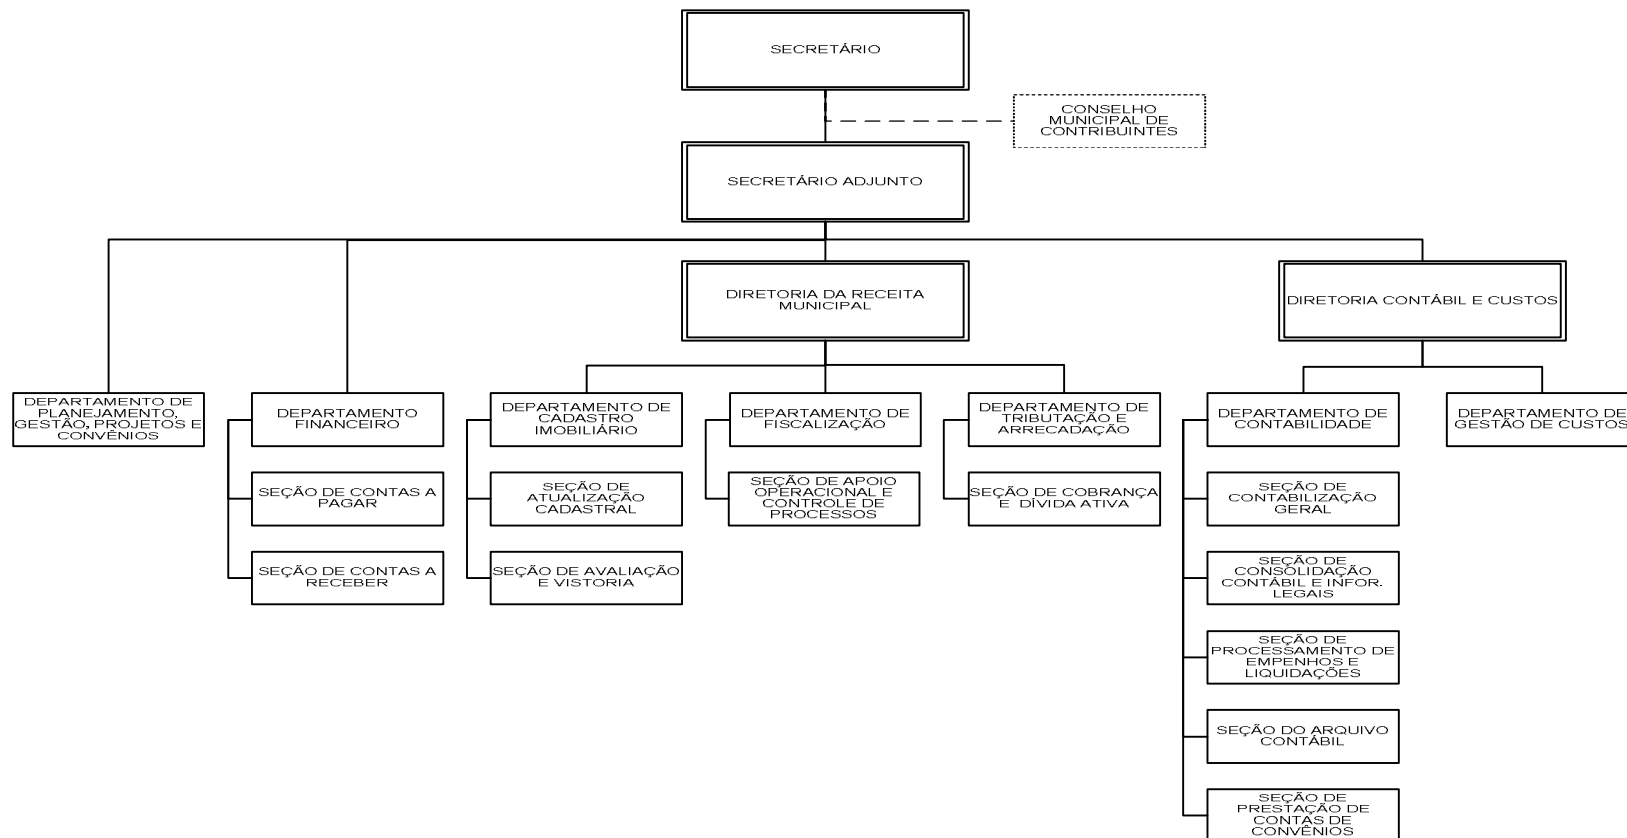 SECRETÁRIO
CONSELHO
MUNICIPAL DE
CONTRIBUINTES
SECRETÁRIO ADJUNTO
DIRETORIA DA RECEITA
MUNICIPAL
DIRETORIA CONTÁBIL E CUSTOS
DEPARTAMENTO DE
PLANEJAMENTO,
GESTÃO, PROJETOS E
CONVÊNIOS
DEPARTAMENTO
FINANCEIRO
DEPARTAMENTO DE
CADASTRO
IMOBILIÁRIO
DEPARTAMENTO DE
FISCALIZAÇÃO
DEPARTAMENTO DE
TRIBUTAÇÃO E
ARRECADAÇÃO
DEPARTAMENTO DE
CONTABILIDADE
DEPARTAMENTO DE
GESTÃO DE CUSTOS
SEÇÃO DE CONTAS A
PAGAR
SEÇÃO DE
ATUALIZAÇÃO
CADASTRAL
SEÇÃO DE APOIO
OPERACIONAL E
CONTROLE DE
PROCESSOS
SEÇÃO DE COBRANÇA
E DÍVIDA ATIVA
SEÇÃO DE
CONTABILIZAÇÃO
GERAL
SEÇÃO DE CONTAS A
RECEBER
SEÇÃO DE AVALIAÇÃO
E VISTORIA
SEÇÃO DE
CONSOLIDAÇÃO
CONTÁBIL E INFOR.
LEGAIS
SEÇÃO DE
PROCESSAMENTO DE
EMPENHOS E
LIQUIDAÇÕES
SEÇÃO DO ARQUIVO
CONTÁBIL
SEÇÃO DE
PRESTAÇÃO DE
CONTAS DE
CONVÊNIOS